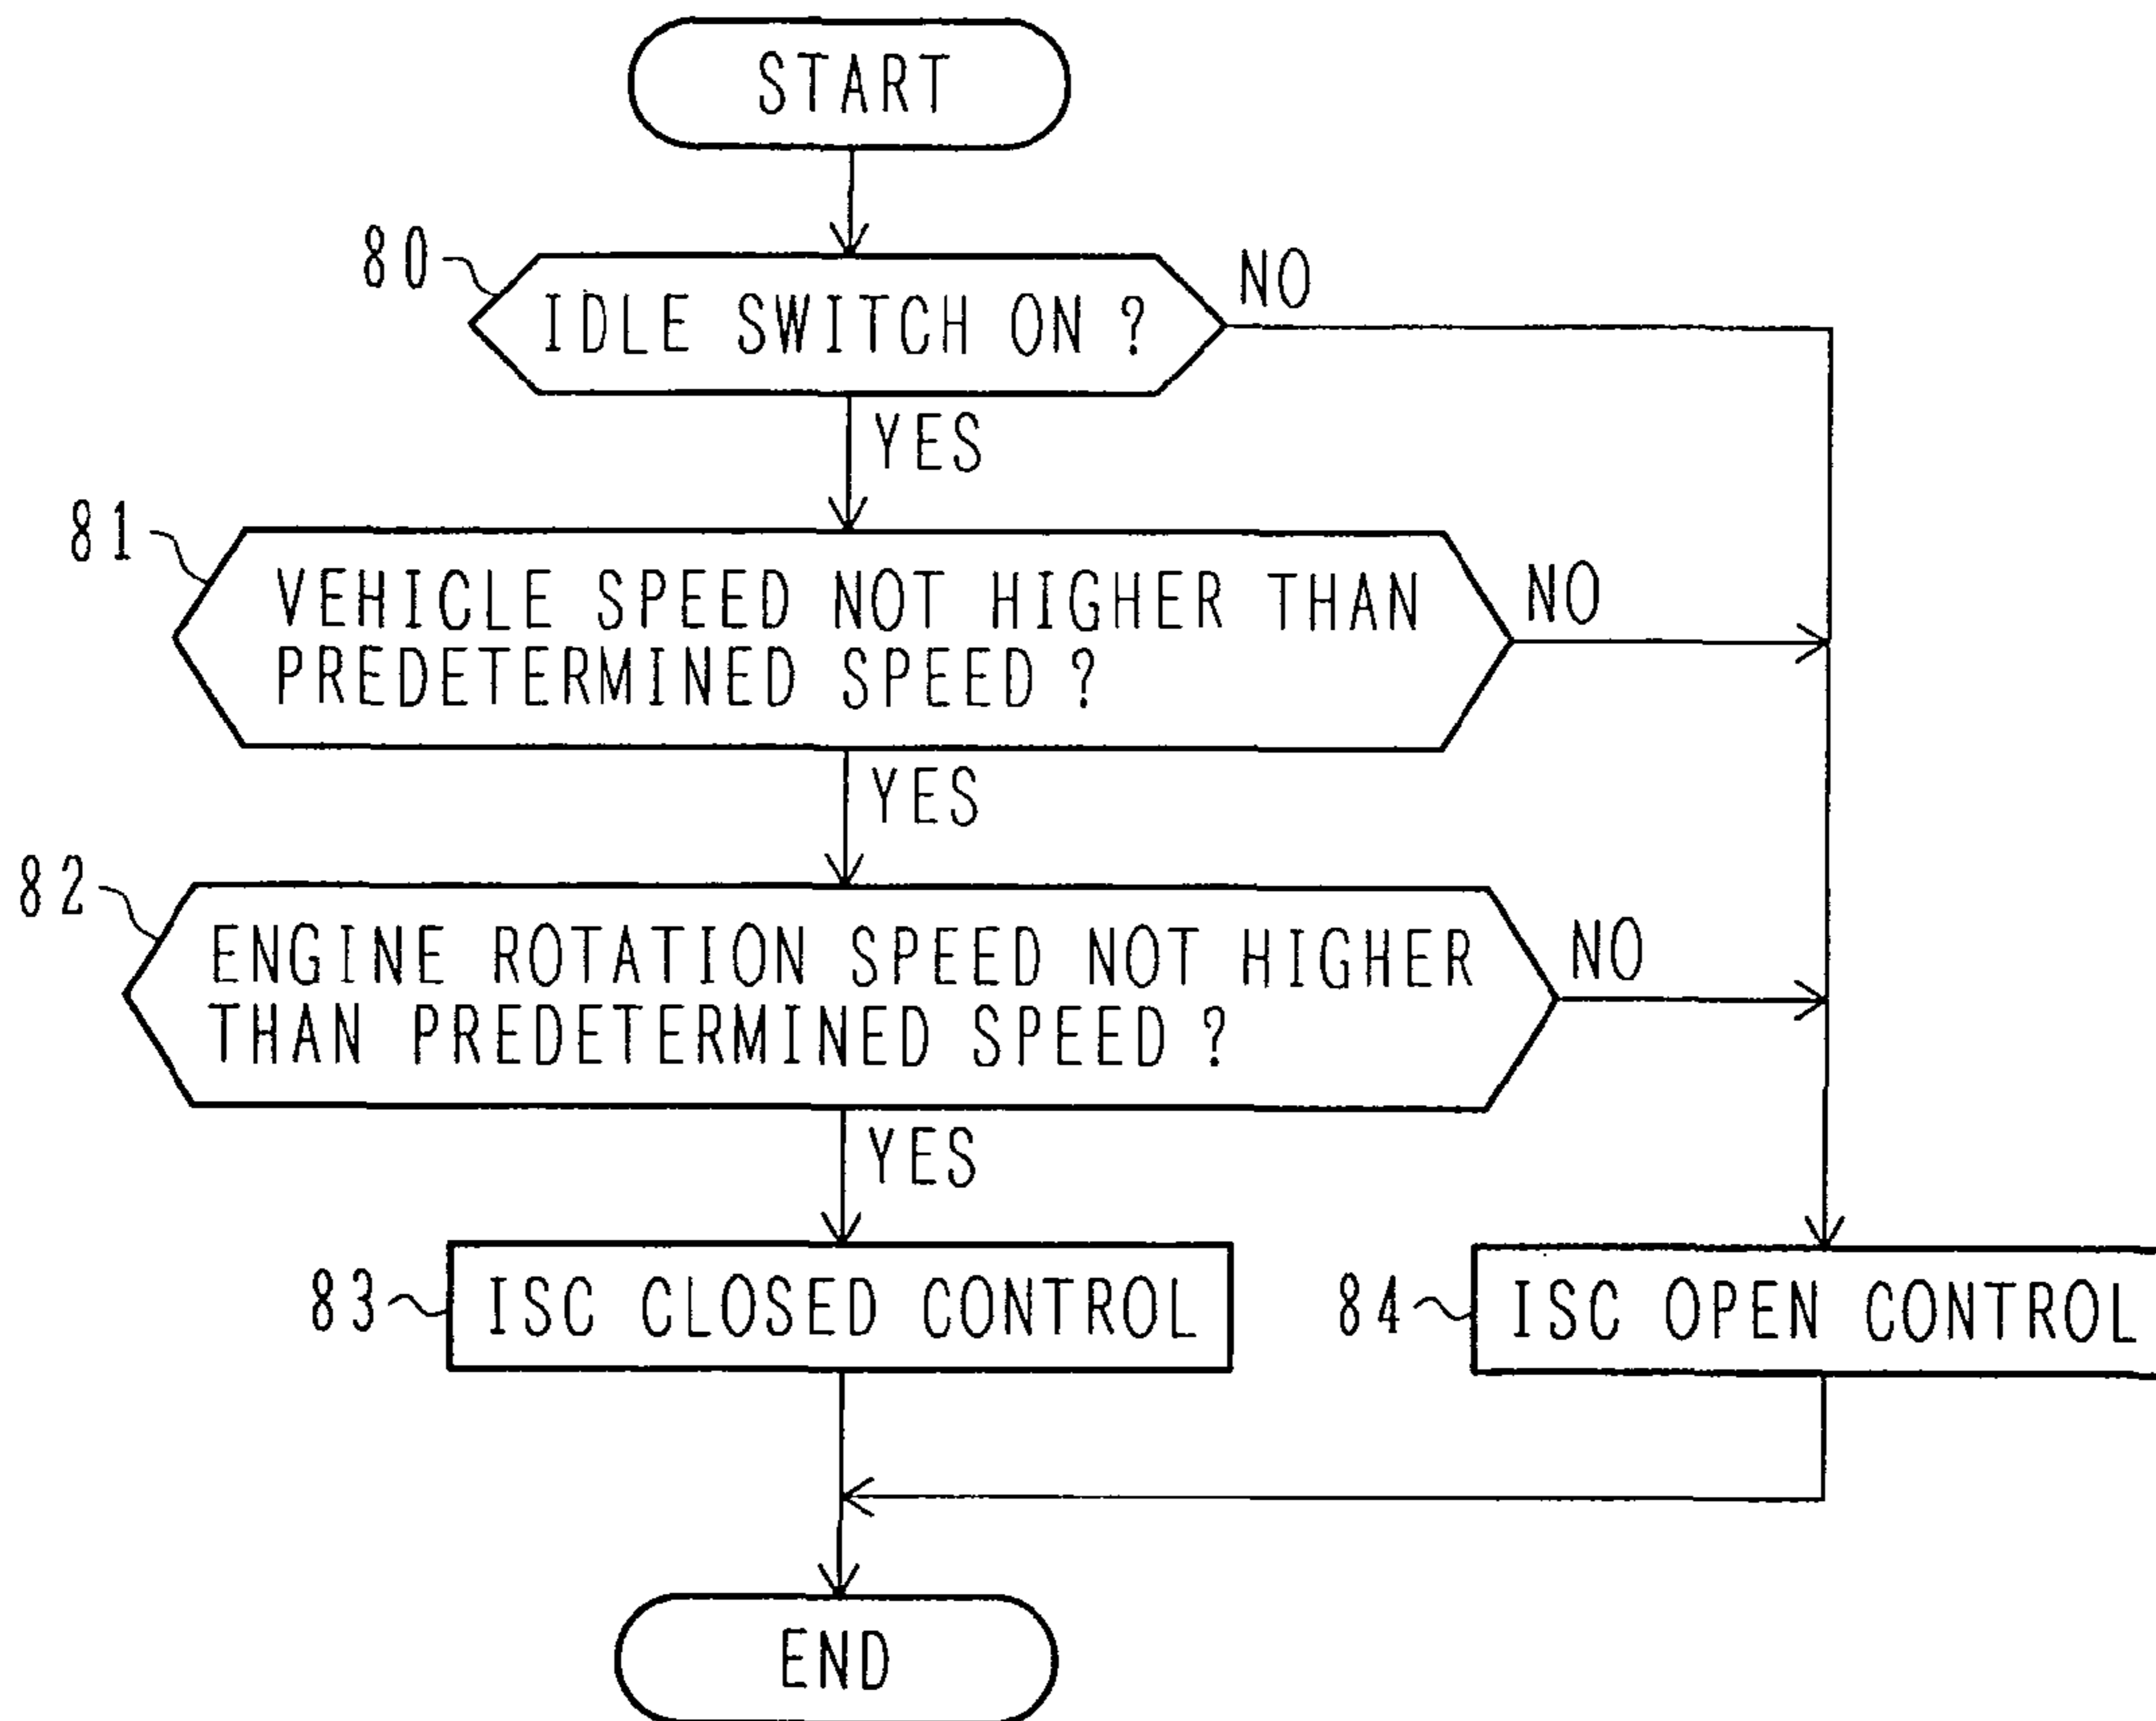 START
80
IDLE SWITCH ON ?
NO
YES
81
VEHICLE SPEED NOT HIGHER THAN
PREDETERMINED SPEED ?
NO
YES
82
ENGINE ROTATION SPEED NOT HIGHER
THAN PREDETERMINED SPEED ?
NO
YES
83
ISC CLOSED CONTROL
84
ISC OPEN CONTROL
END